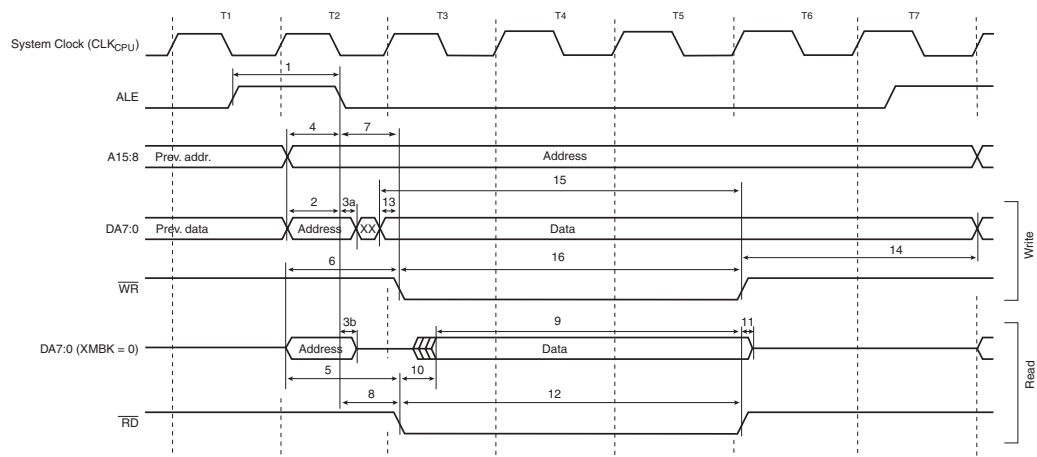 T1 T2 T3 T4 T5 T6 T7
System Clock (CLKCPU)
1
ALE
4 7
A15:8 Prev. addr. Address
15
2 3a 13
DA7:0 Prev. data Address XX Data
6 16 14
WR
Write
3b 9 11
DA7:0 (XMBK = 0) Address Data
5 10
8 12
RD
Read